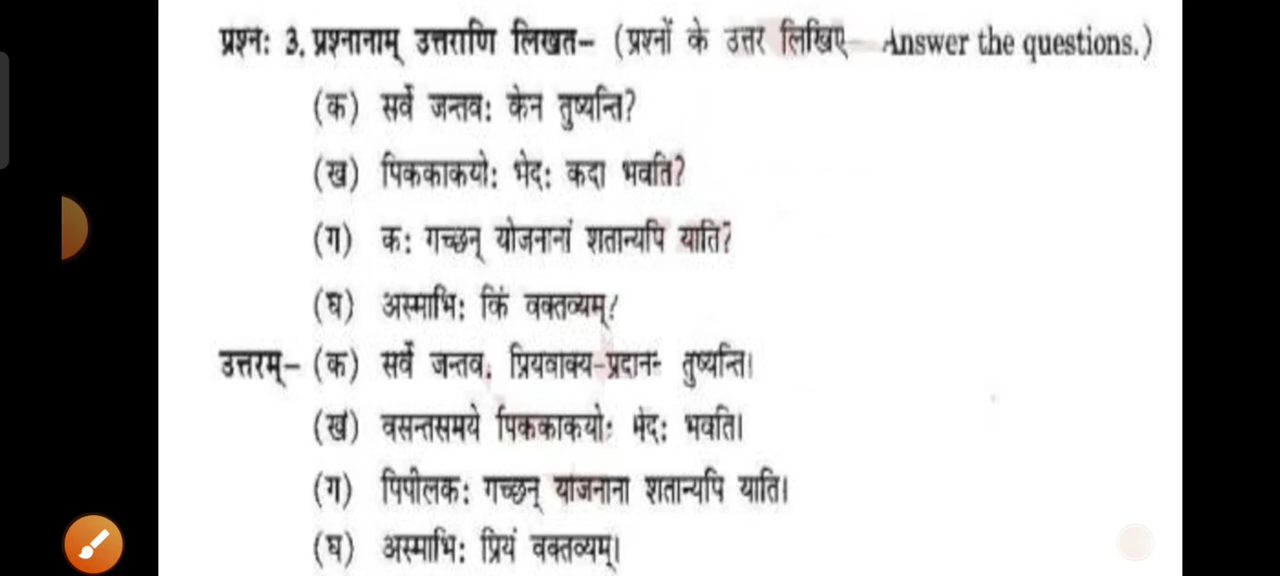 प्रश्नः 3. प्रश्नानाम् उत्तराणि लिखत– (प्रश्नों के उत्तर लिखिए– Answer the questions.)
(क) सर्वे जन्तवः केन तुष्यन्ति?
(ख) पिककाकयोः भेदः कदा भवति?
(ग) कः गच्छन् योजनानां शतान्यपि याति?
(घ) अस्माभिः किं वक्तव्यम्?
उत्तरम्– (क) सर्वे जन्तवः प्रियवाक्य-प्रदानेन तुष्यन्ति।
(ख) वसन्तसमये पिककाकयोः भेदः भवति।
(ग) पिपीलकः गच्छन् योजनाना शतान्यपि याति।
(घ) अस्माभिः प्रियं वक्तव्यम्।